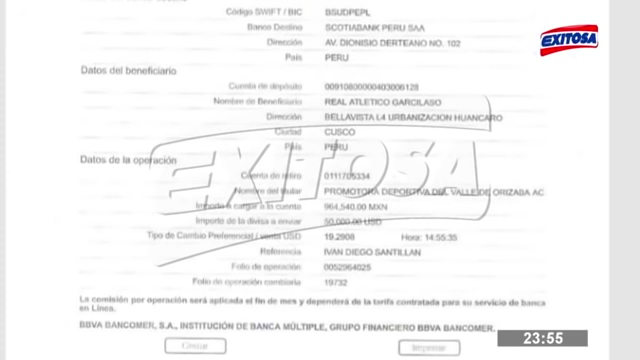 Código SWIFT / BIC BSUDPEPL
Banco Destino SCOTIABANK PERU SAA
Dirección AV. DIONISIO DERTEANO NO. 102
País PERU
EXITOSA
Datos del beneficiario
Cuenta de depósito 00910800000403006128
Nombre de Beneficiario REAL ATLETICO GARCILASO
Dirección BELLAVISTA L4 URBANIZACION HUANCARO
Ciudad CUSCO
País PERU
EXITOSA
Datos de la operación
Cuenta de retiro 0111705334
Nombre del titular PROMOTORA DEPORTIVA DEL VALLE DE ORIZABA AC
Importe a cargar a la cuenta 964,540.00 MXN
Importe de la divisa a enviar 50,000.00 USD
Tipo de Cambio Preferencial / venta USD 19.2908 Hora: 14:55:35
Referencia IVAN DIEGO SANTILLAN
Folio de operación 0052964025
Folio de operación cambiaria 19732
La comisión por operación será aplicada el fin de mes y dependerá de la tarifa contratada para su servicio de banca
en Línea.
BBVA BANCOMER, S.A., INSTITUCIÓN DE BANCA MÚLTIPLE, GRUPO FINANCIERO BBVA BANCOMER.
Cerrar Imprimir
23:55